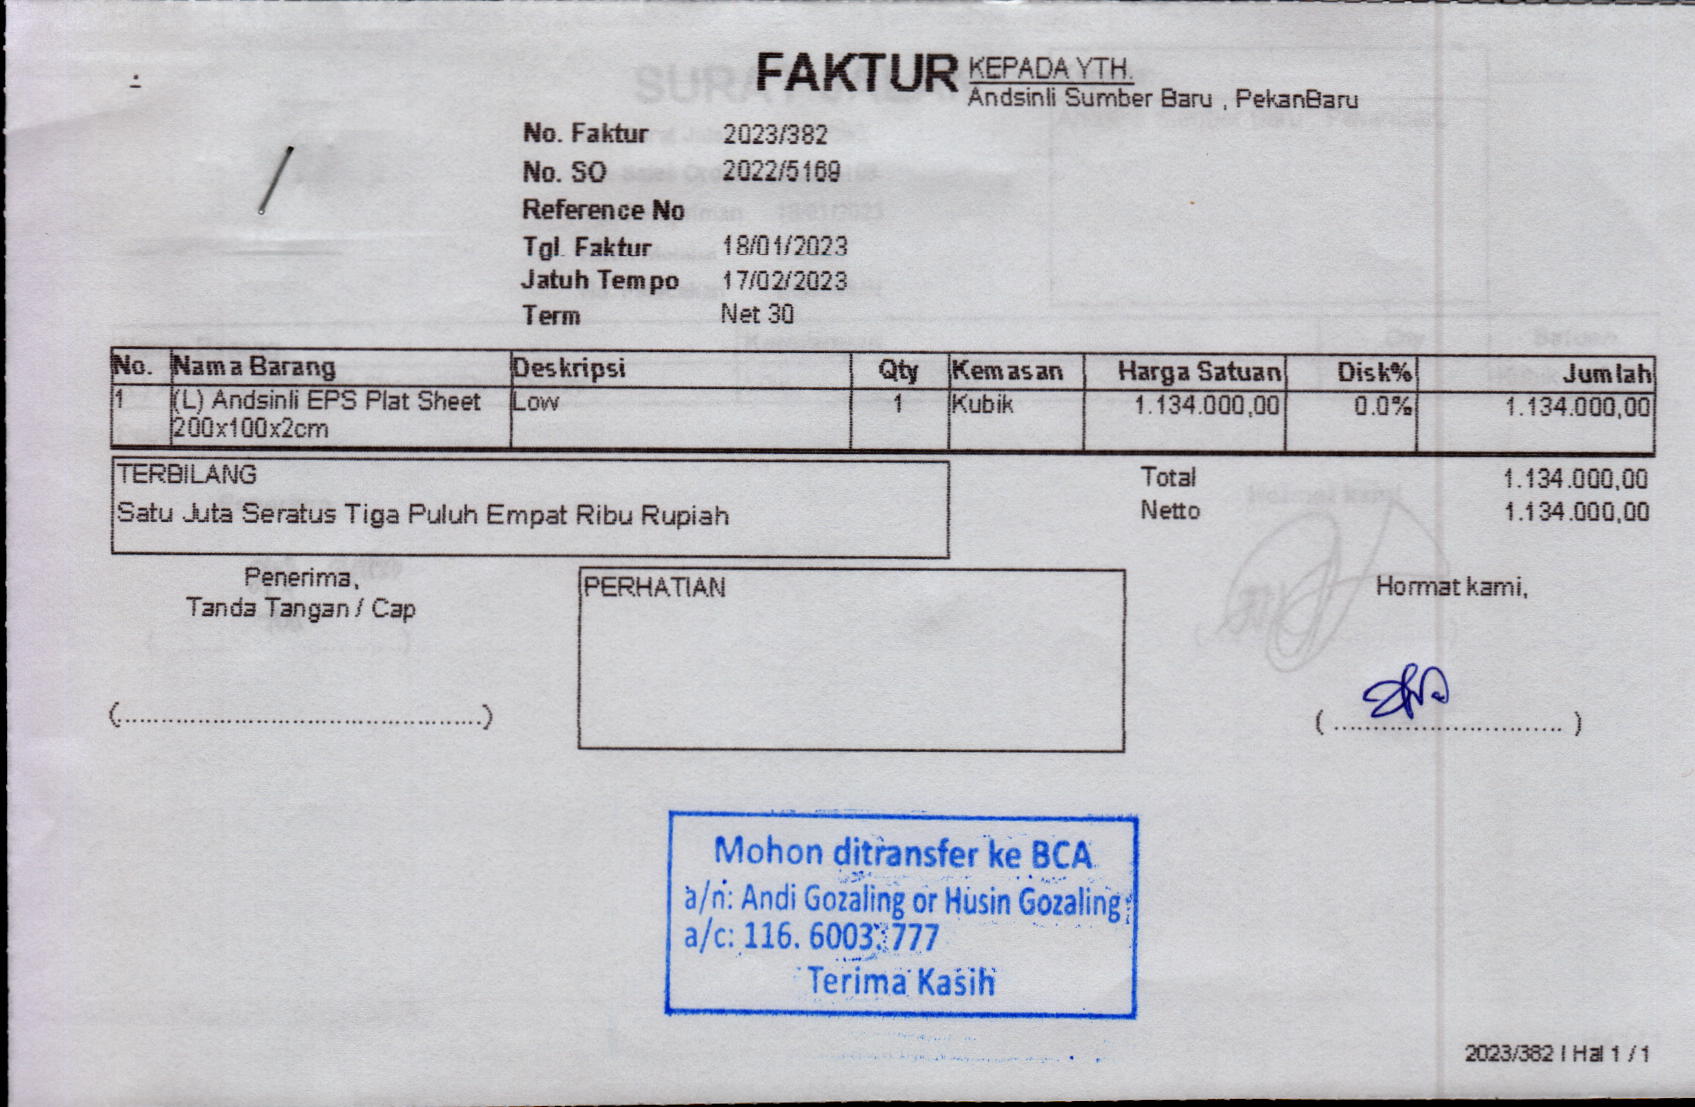 FAKTUR
KEPADA YTH.
Andsinli Sumber Baru , PekanBaru
No. Faktur 2023/382
No. SO 2022/5169
Reference No
Tgl. Faktur 18/01/2023
Jatuh Tempo 17/02/2023
Term Net 30
No. Nama Barang Deskripsi Qty Kemasan Harga Satuan Disk% Jumlah
1 (L) Andsinli EPS Plat Sheet Low 1 Kubik 1.134.000,00 0.0% 1.134.000,00
200x100x2cm
TERBILANG
Satu Juta Seratus Tiga Puluh Empat Ribu Rupiah
Total 1.134.000,00
Netto 1.134.000,00
Penerima,
Tanda Tangan / Cap
PERHATIAN
Hormat kami,
(................................................)
( ............................. )
Mohon ditransfer ke BCA
a/n: Andi Gozaling or Husin Gozaling
a/c: 116. 6003. 777
Terima Kasih
2023/382 | Hal 1 / 1